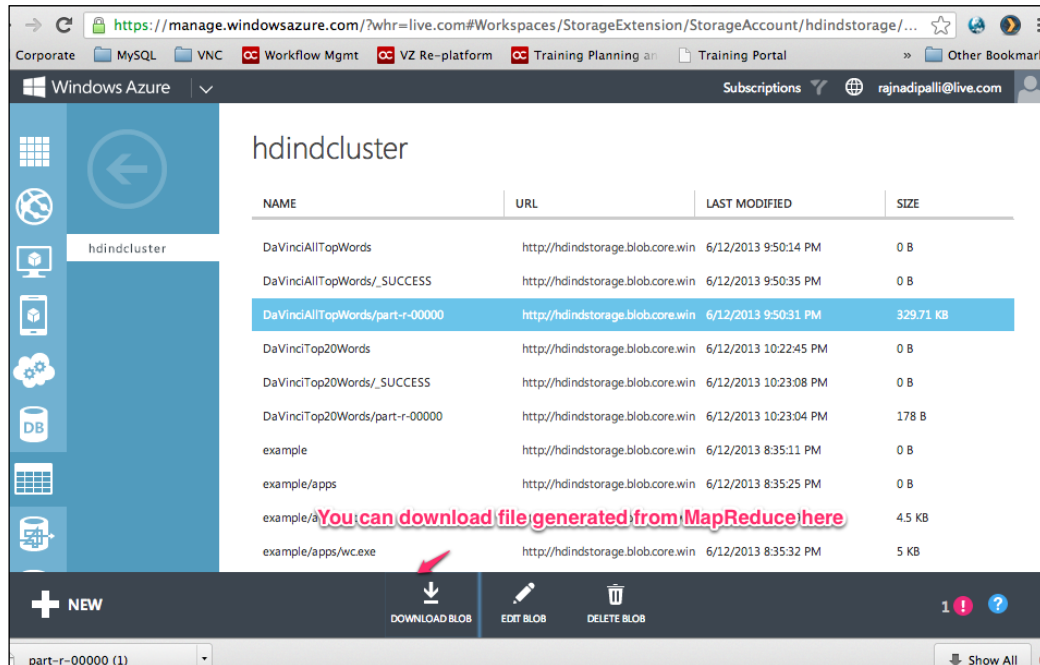 https://manage.windowsazure.com/?whr=live.com#Workspaces/StorageExtension/StorageAccount/hdindstorage/...
Corporate MySQL VNC Workflow Mgmt VZ Re-platform Training Planning an Training Portal » Other Bookmar
Windows Azure Subscriptions rajnadipalli@live.com
hdindcluster
hdindcluster
NAME URL LAST MODIFIED SIZE
DaVinciAllTopWords http://hdindstorage.blob.core.win 6/12/2013 9:50:14 PM 0 B
DaVinciAllTopWords/_SUCCESS http://hdindstorage.blob.core.win 6/12/2013 9:50:35 PM 0 B
DaVinciAllTopWords/part-r-00000 http://hdindstorage.blob.core.win 6/12/2013 9:50:31 PM 329.71 KB
DaVinciTop20Words http://hdindstorage.blob.core.win 6/12/2013 10:22:45 PM 0 B
DaVinciTop20Words/_SUCCESS http://hdindstorage.blob.core.win 6/12/2013 10:23:08 PM 0 B
DaVinciTop20Words/part-r-00000 http://hdindstorage.blob.core.win 6/12/2013 10:23:04 PM 178 B
example http://hdindstorage.blob.core.win 6/12/2013 8:35:11 PM 0 B
example/apps http://hdindstorage.blob.core.win 6/12/2013 8:35:25 PM 0 B
example/a 4.5 KB
You can download file generated from MapReduce here
example/apps/wc.exe http://hdindstorage.blob.core.win 6/12/2013 8:35:32 PM 5 KB
DB
NEW
DOWNLOAD BLOB EDIT BLOB DELETE BLOB
1 ! ?
part-r-00000 (1) Show All